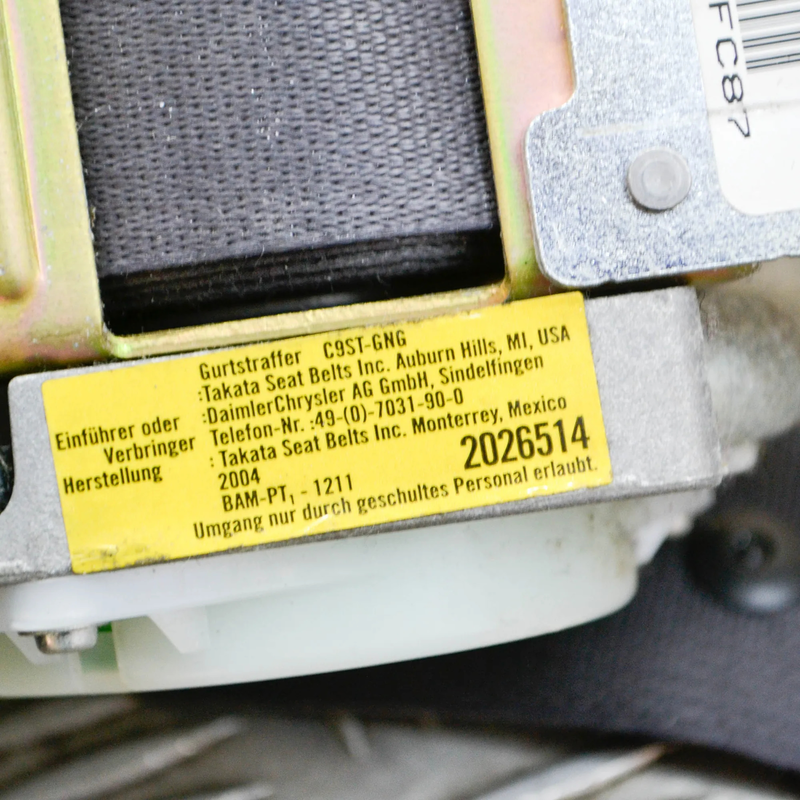 FC87
Gurtstraffer C9ST-GNG
:Takata Seat Belts Inc. Auburn Hills, MI, USA
Einführer oder :DaimlerChrysler AG GmbH, Sindelfingen
Verbringer Telefon-Nr. :49-(0)-7031-90-0
Herstellung : Takata Seat Belts Inc. Monterrey, Mexico
2004 2026514
BAM-PT₁ - 1211
Umgang nur durch geschultes Personal erlaubt.